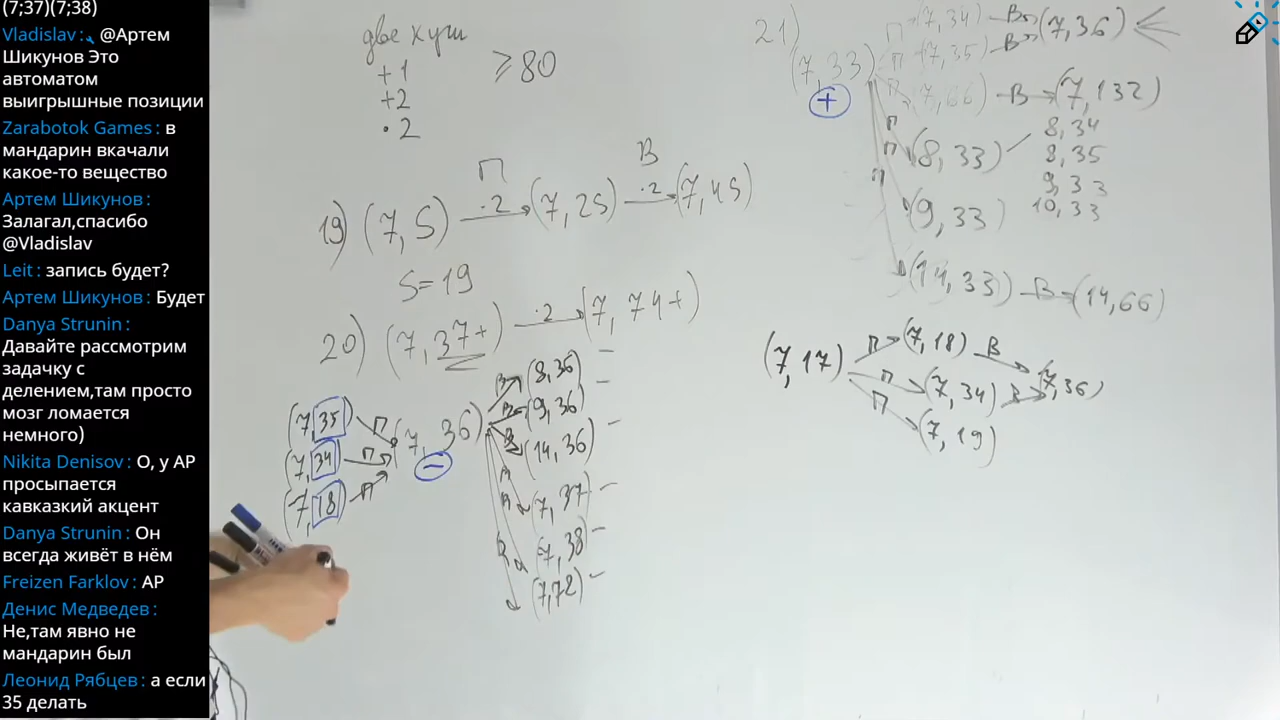 (7;37)(7;38)
Vladislav: @Артем
Шикунов Это
автоматом
выигрышные позиции
Zarabotok Games: в
мандарин вкачали
какое-то вещество
Артем Шикунов:
Залагал,спасибо
@Vladislav
Leit: запись будет?
Артем Шикунов: Будет
Danya Strunin:
Давайте рассмотрим
задачку с
делением,там просто
мозг ломается
немного)
Nikita Denisov: О, у АР
просыпается
кавказкий акцент
Danya Strunin: Он
всегда живёт в нём
Freizen Farklov: АР
Денис Медведев:
Не,там явно не
мандарин был
Леонид Рябцев: а если
35 делать
две кучи
+1
+2
·2
≥80
19) (7, S) П ·2 (7, 2S) В ·2 (7, 4S)
S=19
20) (7, 37+) ·2 (7, 74+)
(7, 35) П
(7, 34) П
(7, 18) П
(7, 36)
−
В (8, 36) −
В (9, 36) −
В (14, 36) −
(7, 37) −
(7, 38) −
(7, 72) −
21)
(7, 33)
+
П (7, 34) В (7, 36)
П (7, 35) В
П (7, 66) В (7, 132)
П (8, 33)
8, 34
8, 35
9, 33
10, 33
П (9, 33)
П (14, 33) В (14, 66)
(7, 17) П (7, 18) В (7, 36)
П (7, 34) В
П (7, 19)